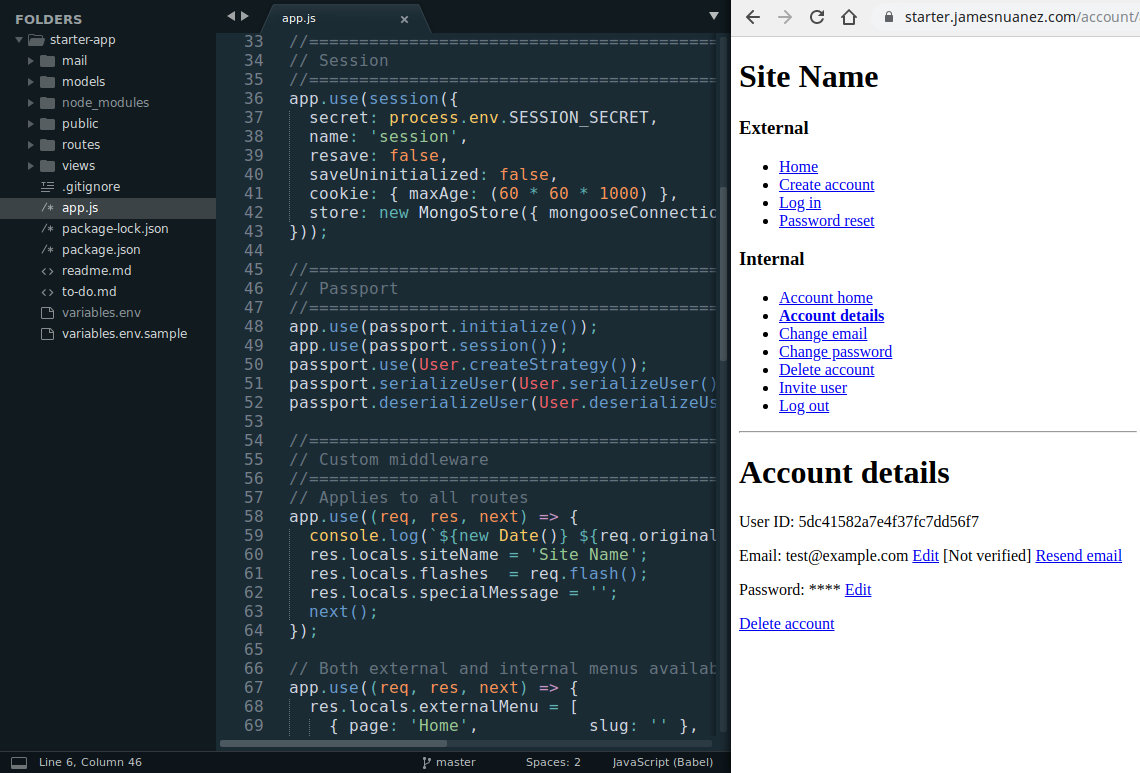 FOLDERS
starter-app
mail
models
node_modules
public
routes
views
.gitignore
app.js
package-lock.json
package.json
readme.md
to-do.md
variables.env
variables.env.sample
app.js
33 //=========================================
34 // Session
35 //=========================================
36 app.use(session({
37   secret: process.env.SESSION_SECRET,
38   name: 'session',
39   resave: false,
40   saveUninitialized: false,
41   cookie: { maxAge: (60 * 60 * 1000) },
42   store: new MongoStore({ mongooseConnectio
43 }));
44
45 //=========================================
46 // Passport
47 //=========================================
48 app.use(passport.initialize());
49 app.use(passport.session());
50 passport.use(User.createStrategy());
51 passport.serializeUser(User.serializeUser()
52 passport.deserializeUser(User.deserializeUs
53
54 //=========================================
55 // Custom middleware
56 //=========================================
57 // Applies to all routes
58 app.use((req, res, next) => {
59   console.log(`${new Date()} ${req.original
60   res.locals.siteName = 'Site Name';
61   res.locals.flashes  = req.flash();
62   res.locals.specialMessage = '';
63   next();
64 });
65
66 // Both external and internal menus availab
67 app.use((req, res, next) => {
68   res.locals.externalMenu = [
69     { page: 'Home',           slug: '' },
Line 6, Column 46
master
Spaces: 2
JavaScript (Babel)
starter.jamesnuanez.com/account/
Site Name
External
Home
Create account
Log in
Password reset
Internal
Account home
Account details
Change email
Change password
Delete account
Invite user
Log out
Account details
User ID: 5dc41582a7e4f37fc7dd56f7
Email: test@example.com Edit [Not verified] Resend email
Password: **** Edit
Delete account